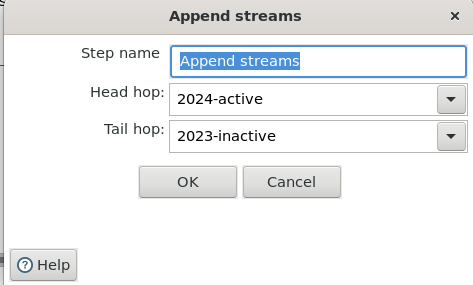 Append streams
Step name Append streams
Head hop: 2024-active
Tail hop: 2023-inactive
OK Cancel
Help